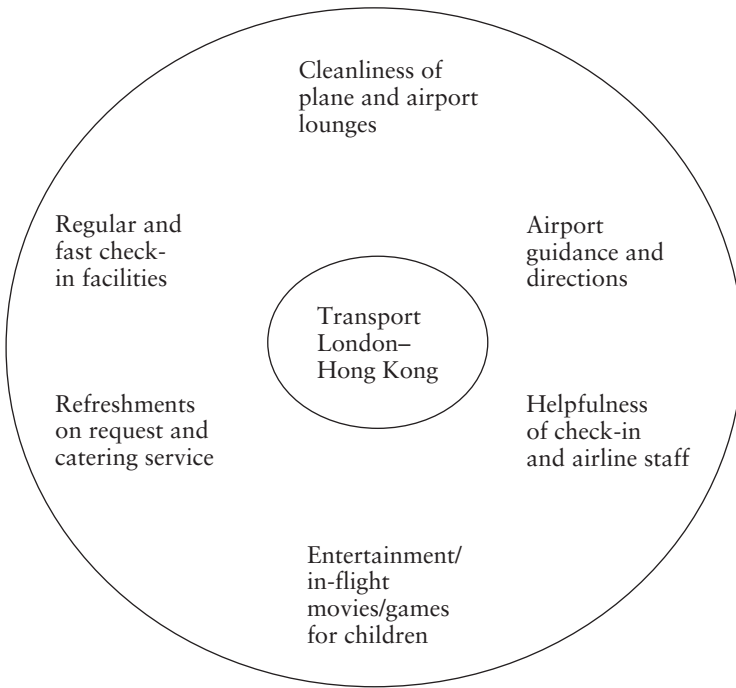 Cleanliness of
plane and airport
lounges
Regular and
fast check-
in facilities
Airport
guidance and
directions
Transport
London–
Hong Kong
Refreshments
on request and
catering service
Helpfulness
of check-in
and airline staff
Entertainment/
in-flight
movies/games
for children